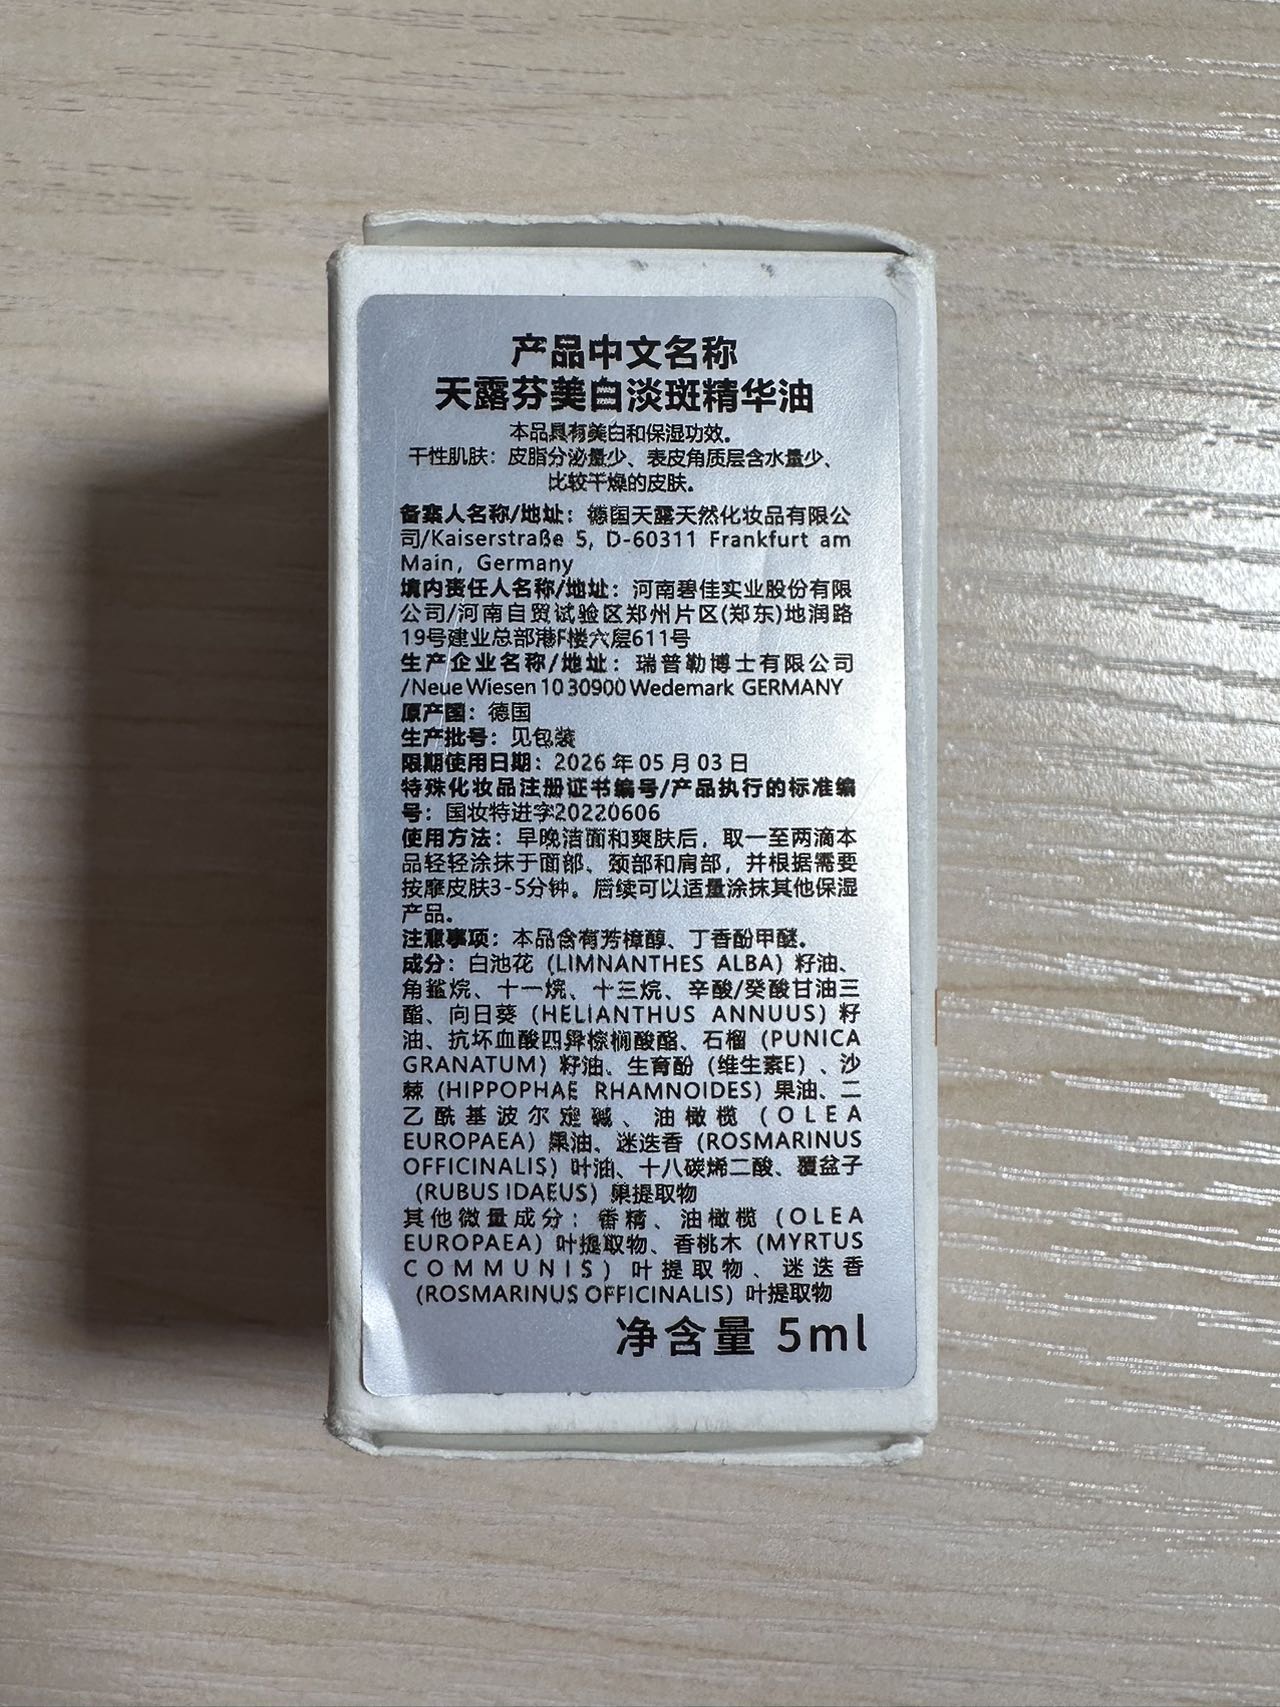 产品中文名称
天露芬美白淡斑精华油
本品具有美白和保湿功效。
干性肌肤：皮脂分泌量少、表皮角质层含水量少、
比较干燥的皮肤。
备案人名称/地址：德国天露天然化妆品有限公
司/Kaiserstraße 5, D-60311 Frankfurt am
Main, Germany
境内责任人名称/地址：河南碧佳实业股份有限
公司/河南自贸试验区郑州片区(郑东)地润路
19号建业总部港F楼六层611号
生产企业名称/地址：瑞普勒博士有限公司
/Neue Wiesen 10 30900 Wedemark GERMANY
原产国：德国
生产批号：见包装
限期使用日期：2026 年 05 月 03 日
特殊化妆品注册证书编号/产品执行的标准编
号：国妆特进字20220606
使用方法：早晚洁面和爽肤后，取一至两滴本
品轻轻涂抹于面部、颈部和肩部，并根据需要
按摩皮肤3-5分钟。后续可以适量涂抹其他保湿
产品。
注意事项：本品含有芳樟醇、丁香酚甲醚。
成分：白池花（LIMNANTHES ALBA）籽油、
角鲨烷、十一烷、十三烷、辛酸/癸酸甘油三
酯、向日葵（HELIANTHUS ANNUUS）籽
油、抗坏血酸四异棕榈酸酯、石榴（PUNICA
GRANATUM）籽油、生育酚（维生素E）、沙
棘（HIPPOPHAE RHAMNOIDES）果油、二
乙酰基波尔定碱、油橄榄（OLEA
EUROPAEA）果油、迷迭香（ROSMARINUS
OFFICINALIS）叶油、十八碳烯二酸、覆盆子
（RUBUS IDAEUS）果提取物
其他微量成分：香精、油橄榄（OLEA
EUROPAEA）叶提取物、香桃木（MYRTUS
COMMUNIS）叶提取物、迷迭香
（ROSMARINUS OFFICINALIS）叶提取物
净含量 5ml